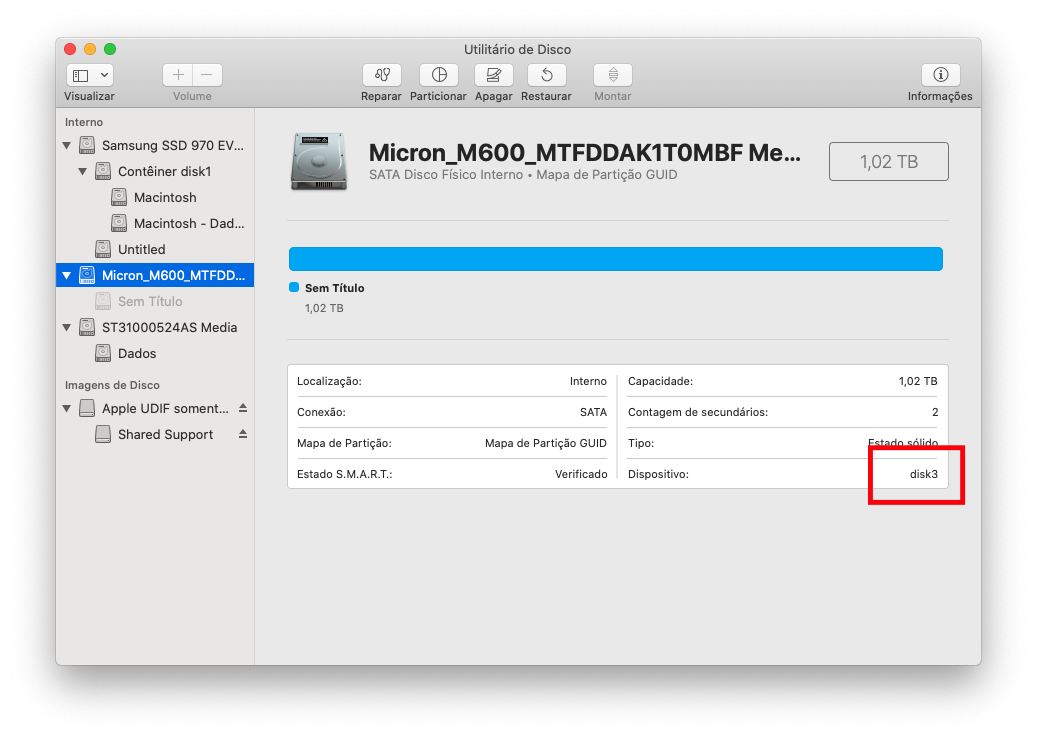 Utilitário de Disco
Visualizar
Volume
Reparar
Particionar
Apagar
Restaurar
Montar
Informações
Interno
Samsung SSD 970 EV...
Contêiner disk1
Macintosh
Macintosh - Dad...
Untitled
Micron_M600_MTFDD...
Sem Título
ST31000524AS Media
Dados
Imagens de Disco
Apple UDIF soment...
Shared Support
Micron_M600_MTFDDAK1T0MBF Me...
SATA Disco Físico Interno • Mapa de Partição GUID
1,02 TB
Sem Título
1,02 TB
Localização: Interno
Conexão: SATA
Mapa de Partição: Mapa de Partição GUID
Estado S.M.A.R.T.: Verificado
Capacidade: 1,02 TB
Contagem de secundários: 2
Tipo: Estado sólido
Dispositivo: disk3